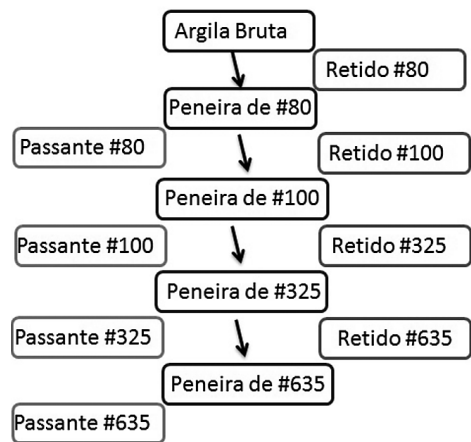 Argila Bruta
Retido #80
Peneira de #80
Passante #80
Retido #100
Peneira de #100
Passante #100
Retido #325
Peneira de #325
Passante #325
Retido #635
Peneira de #635
Passante #635